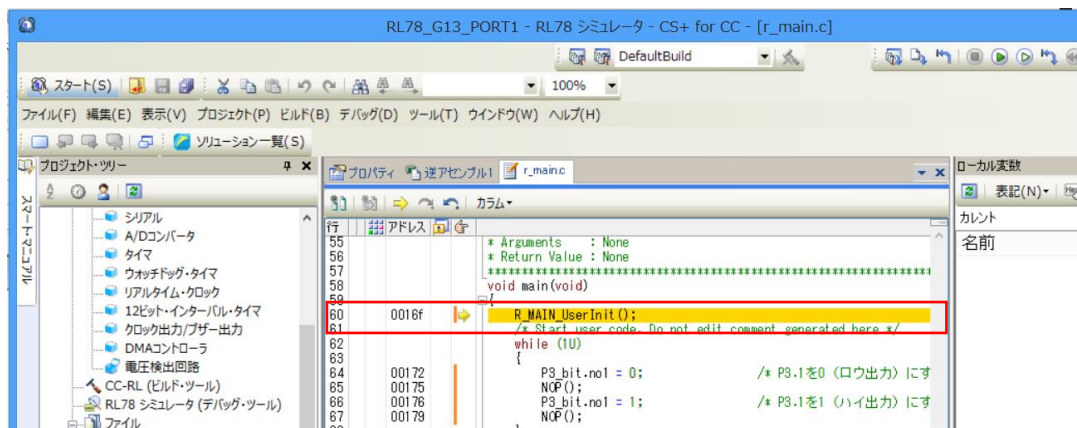 RL78_G13_PORT1 - RL78 シミュレータ - CS+ for CC - [r_main.c]
DefaultBuild
スタート(S) 100%
ファイル(F) 編集(E) 表示(V) プロジェクト(P) ビルド(B) デバッグ(D) ツール(T) ウインドウ(W) ヘルプ(H)
ソリューション一覧(S)
スマート・マニュアル
プロジェクト・ツリー
シリアル
A/Dコンバータ
タイマ
ウォッチドッグ・タイマ
リアルタイム・クロック
12ビット・インターバル・タイマ
クロック出力/ブザー出力
DMAコントローラ
電圧検出回路
CC-RL (ビルド・ツール)
RL78 シミュレータ (デバッグ・ツール)
ファイル
プロパティ 逆アセンブル1 r_main.c
カラム
行 アドレス
55 * Arguments : None
56 * Return Value : None
57 ******************************************************************
58 void main(void)
59 {
60 0016f R_MAIN_UserInit();
61 /* Start user code. Do not edit comment generated here */
62 while (1U)
63 {
64 00172 P3_bit.no1 = 0; /* P3.1を0 (ロウ出力) にす
65 00175 NOP();
66 00176 P3_bit.no1 = 1; /* P3.1を1 (ハイ出力) にす
67 00179 NOP();
ローカル変数
表記(N)
カレント
名前